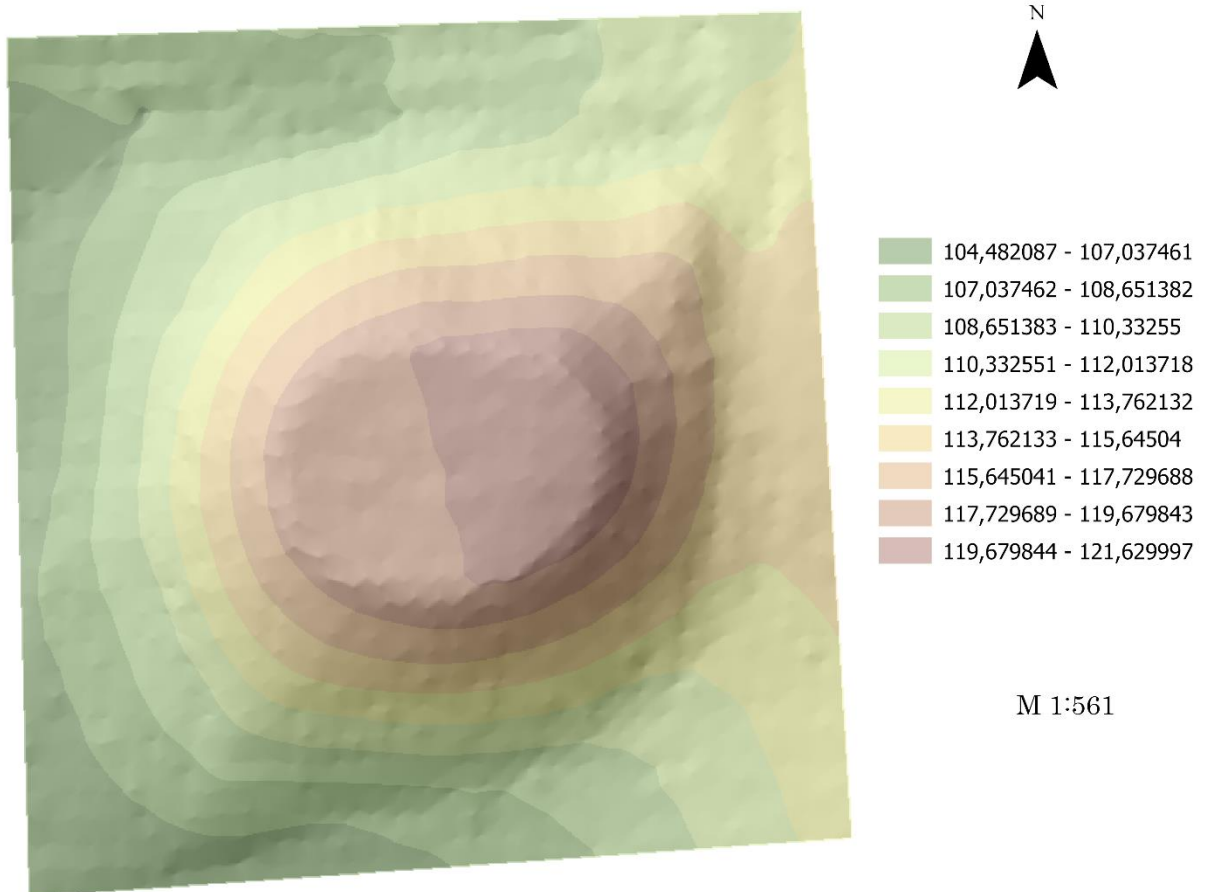 N
104,482087 - 107,037461
107,037462 - 108,651382
108,651383 - 110,33255
110,332551 - 112,013718
112,013719 - 113,762132
113,762133 - 115,64504
115,645041 - 117,729688
117,729689 - 119,679843
119,679844 - 121,629997
M 1:561